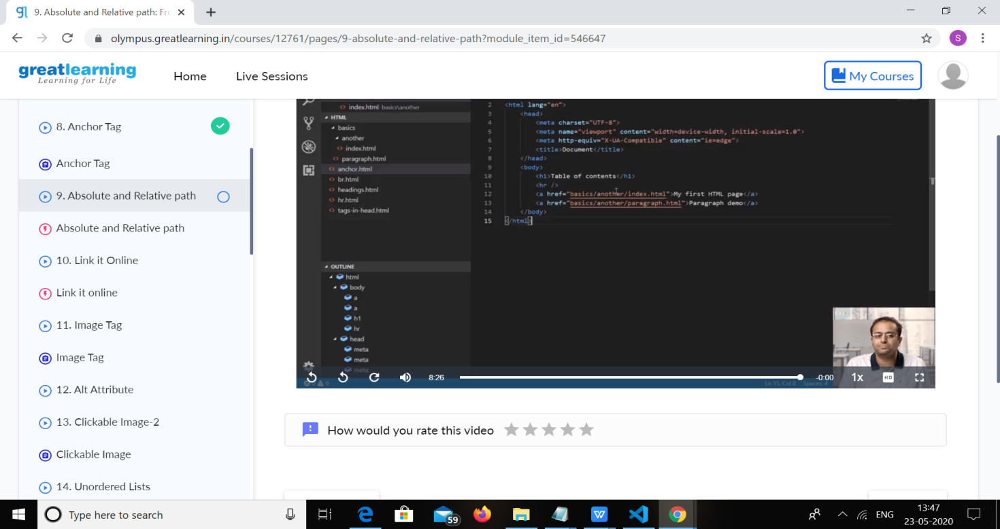 9. Absolute and Relative path: Fr
olympus.greatlearning.in/courses/12761/pages/9-absolute-and-relative-path?module_item_id=546647
S
greatlearning
Learning for Life
Home
Live Sessions
My Courses
8. Anchor Tag
Anchor Tag
9. Absolute and Relative path
Absolute and Relative path
10. Link it Online
Link it online
11. Image Tag
Image Tag
12. Alt Attribute
13. Clickable Image-2
Clickable Image
14. Unordered Lists
index.html basics\another
HTML
basics
another
index.html
paragraph.html
anchor.html
br.html
headings.html
hr.html
tags-in-head.html
OUTLINE
html
body
a
a
h1
hr
head
meta
meta
meta
2 <html lang="en">
3 <head>
4 <meta charset="UTF-8">
5 <meta name="viewport" content="width=device-width, initial-scale=1.0">
6 <meta http-equiv="X-UA-Compatible" content="ie=edge">
7 <title>Document</title>
8 </head>
9 <body>
10 <h1>Table of contents</h1>
11 <hr />
12 <a href="basics/another/index.html">My first HTML page</a>
13 <a href="basics/another/paragraph.html">Paragraph demo</a>
14 </body>
15 </html>
8:26
-0:00
1x
HD
Ln 15, Col 8 Spaces: 4
How would you rate this video
Type here to search
59
ENG
13:47
23-05-2020